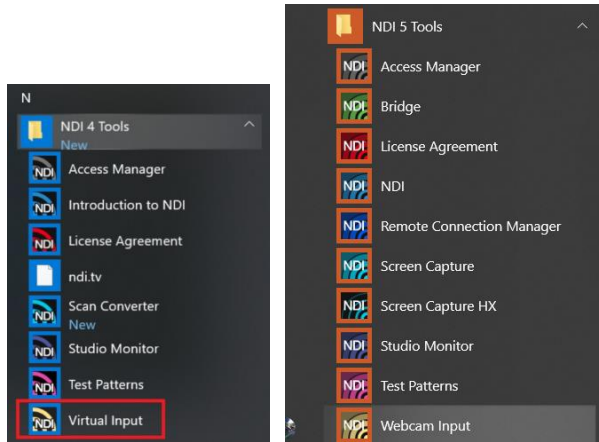 N
NDI 4 Tools
New
NDI Access Manager
NDI Introduction to NDI
NDI License Agreement
ndi.tv
NDI Scan Converter
New
NDI Studio Monitor
NDI Test Patterns
NDI Virtual Input
NDI 5 Tools
NDI Access Manager
NDI Bridge
NDI License Agreement
NDI NDI
NDI Remote Connection Manager
NDI Screen Capture
NDI Screen Capture HX
NDI Studio Monitor
NDI Test Patterns
NDI Webcam Input